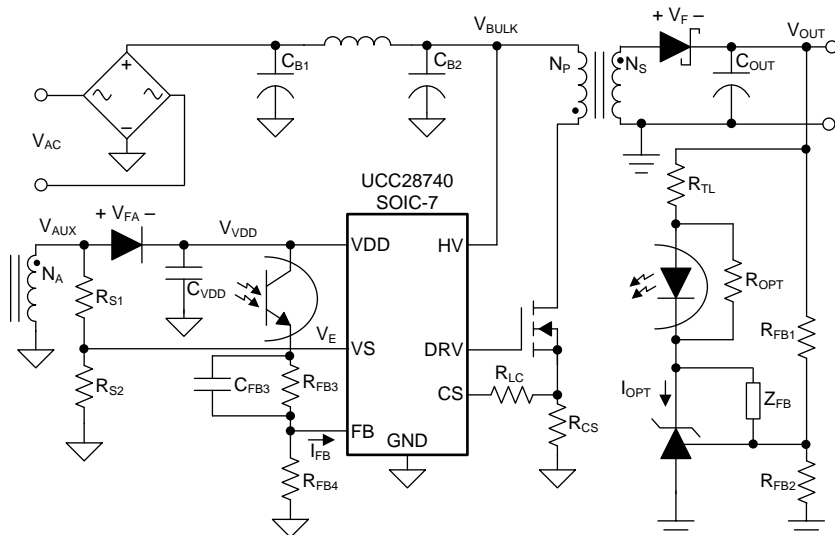 V_BULK
+ V_F –
V_OUT
C_B1
C_B2
N_P
N_S
C_OUT
+
–
V_AC
R_TL
UCC28740
SOIC-7
V_AUX
+ V_FA –
V_VDD
VDD
HV
N_A
R_S1
C_VDD
R_OPT
V_E
R_FB1
VS
DRV
R_S2
C_FB3
R_FB3
R_LC
CS
I_OPT
Z_FB
FB
I_FB
GND
R_CS
R_FB4
R_FB2